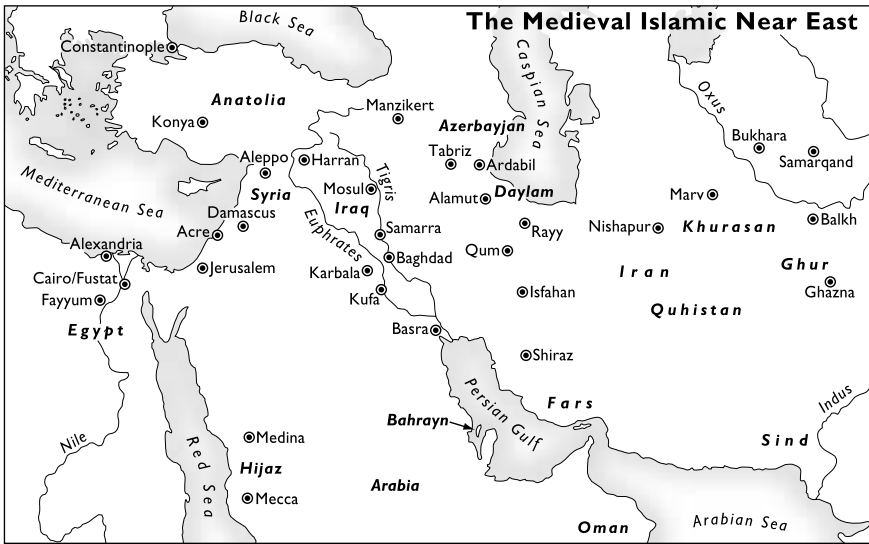 The Medieval Islamic Near East
Black Sea
Constantinople
Caspian Sea
Oxus
Anatolia
Manzikert
Konya
Azerbayjan
Bukhara
Samarqand
Aleppo
Harran
Tabriz
Ardabil
Tigris
Mediterranean Sea
Syria
Mosul
Alamut
Daylam
Marv
Iraq
Damascus
Euphrates
Acre
Samarra
Rayy
Nishapur
Khurasan
Balkh
Alexandria
Baghdad
Qum
Jerusalem
Karbala
Iran
Ghur
Cairo/Fustat
Fayyum
Kufa
Isfahan
Ghazna
Quhistan
Egypt
Basra
Shiraz
Persian Gulf
Fars
Indus
Bahrayn
Nile
Red Sea
Medina
Sind
Hijaz
Arabia
Mecca
Oman
Arabian Sea